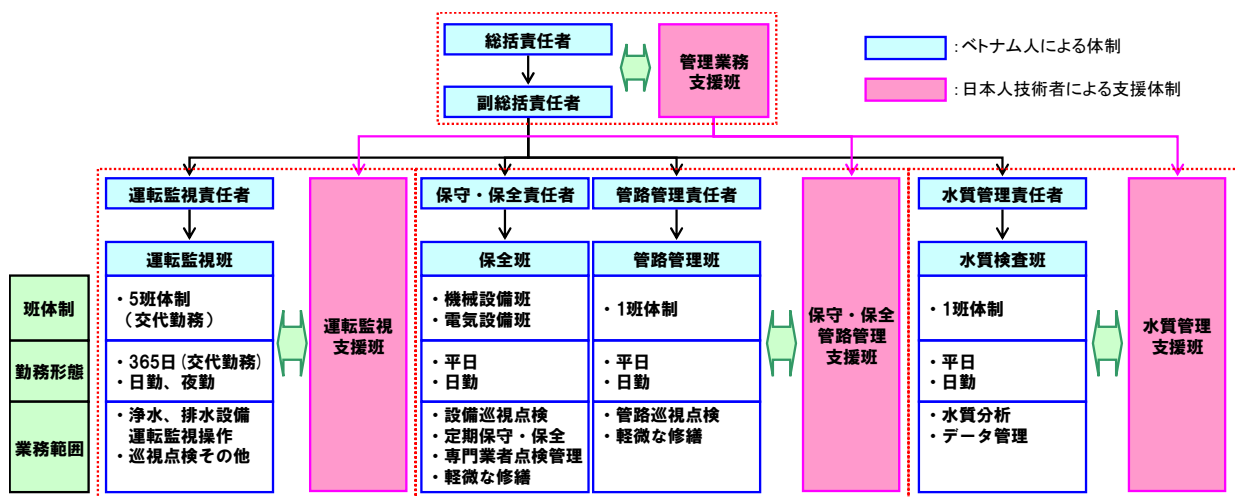 総括責任者
副総括責任者
管理業務
支援班
：ベトナム人による体制
：日本人技術者による支援体制
運転監視責任者
運転監視班
・5班体制
（交代勤務）
・365日(交代勤務)
・日勤、夜勤
・浄水、排水設備
運転監視操作
・巡視点検その他
運転監視
支援班
保守・保全責任者
保全班
・機械設備班
・電気設備班
・平日
・日勤
・設備巡視点検
・定期保守・保全
・専門業者点検管理
・軽微な修繕
管路管理責任者
管路管理班
・1班体制
・平日
・日勤
・管路巡視点検
・軽微な修繕
保守・保全
管路管理
支援班
水質管理責任者
水質検査班
・1班体制
・平日
・日勤
・水質分析
・データ管理
水質管理
支援班
班体制
勤務形態
業務範囲